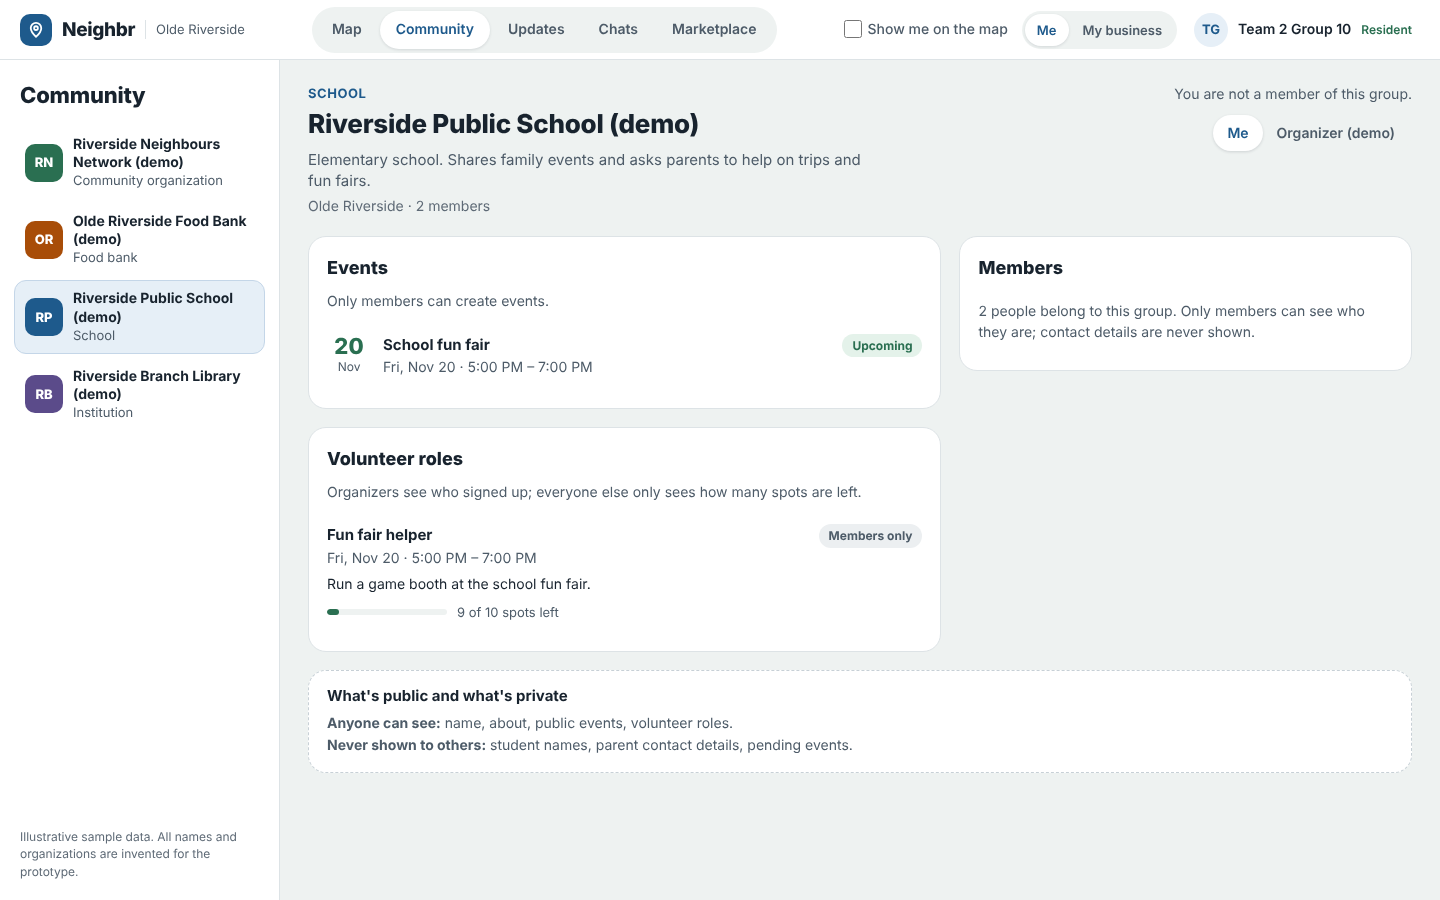 Neighbr
Olde Riverside
Map
Community
Updates
Chats
Marketplace
Show me on the map
Me
My business
TG
Team 2 Group 10
Resident
Community
RN
Riverside Neighbours
Network (demo)
Community organization
OR
Olde Riverside Food Bank
(demo)
Food bank
RP
Riverside Public School
(demo)
School
RB
Riverside Branch Library
(demo)
Institution
Illustrative sample data. All names and
organizations are invented for the
prototype.
SCHOOL
Riverside Public School (demo)
Elementary school. Shares family events and asks parents to help on trips and
fun fairs.
Olde Riverside · 2 members
You are not a member of this group.
Me
Organizer (demo)
Events
Only members can create events.
20
Nov
School fun fair
Fri, Nov 20 · 5:00 PM – 7:00 PM
Upcoming
Members
2 people belong to this group. Only members can see who
they are; contact details are never shown.
Volunteer roles
Organizers see who signed up; everyone else only sees how many spots are left.
Fun fair helper
Members only
Fri, Nov 20 · 5:00 PM – 7:00 PM
Run a game booth at the school fun fair.
9 of 10 spots left
What's public and what's private
Anyone can see: name, about, public events, volunteer roles.
Never shown to others: student names, parent contact details, pending events.